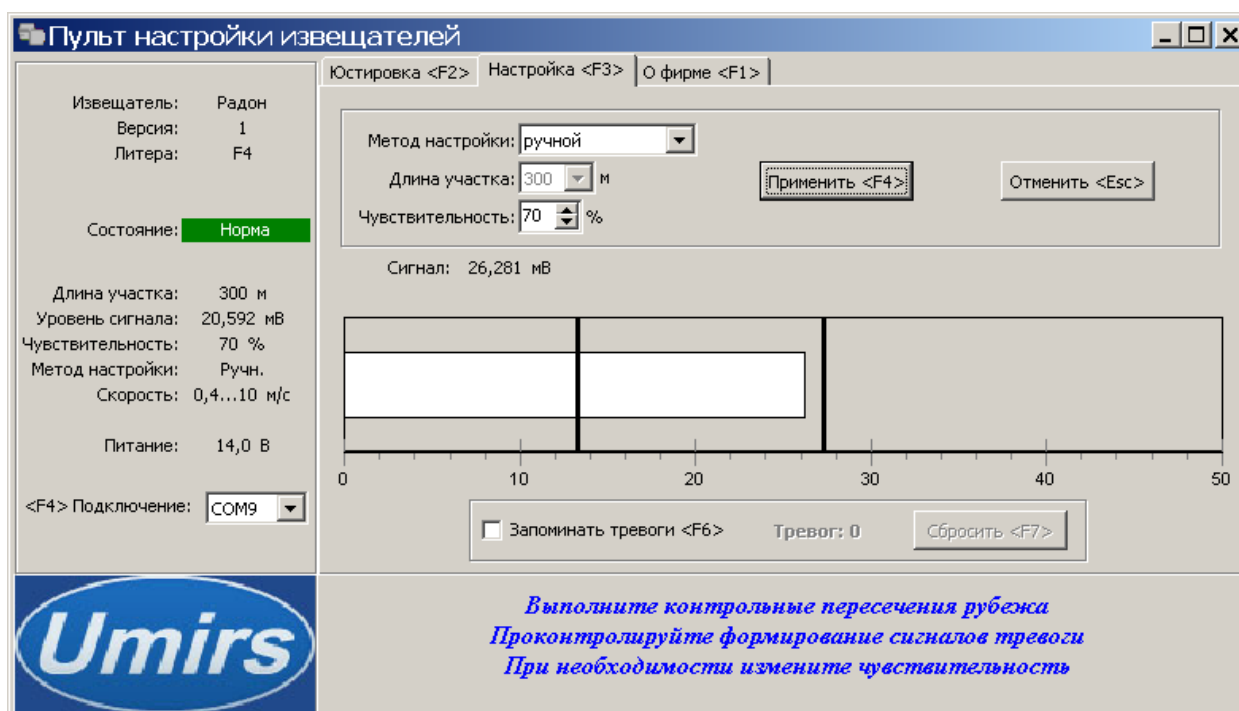 Пульт настройки извещателей
Извещатель: Радон
Версия: 1
Литера: F4
Состояние: Норма
Длина участка: 300 м
Уровень сигнала: 20,592 мВ
Чувствительность: 70 %
Метод настройки: Ручн.
Скорость: 0,4...10 м/с
Питание: 14,0 В
<F4> Подключение: COM9
Юстировка <F2> Настройка <F3> О фирме <F1>
Метод настройки: ручной
Длина участка: 300 м
Чувствительность: 70 %
Применить <F4> Отменить <Esc>
Сигнал: 26,281 мВ
0 10 20 30 40 50
Запоминать тревоги <F6> Тревог: 0 Сбросить <F7>
Umirs
Выполните контрольные пересечения рубежа
Проконтролируйте формирование сигналов тревоги
При необходимости измените чувствительность